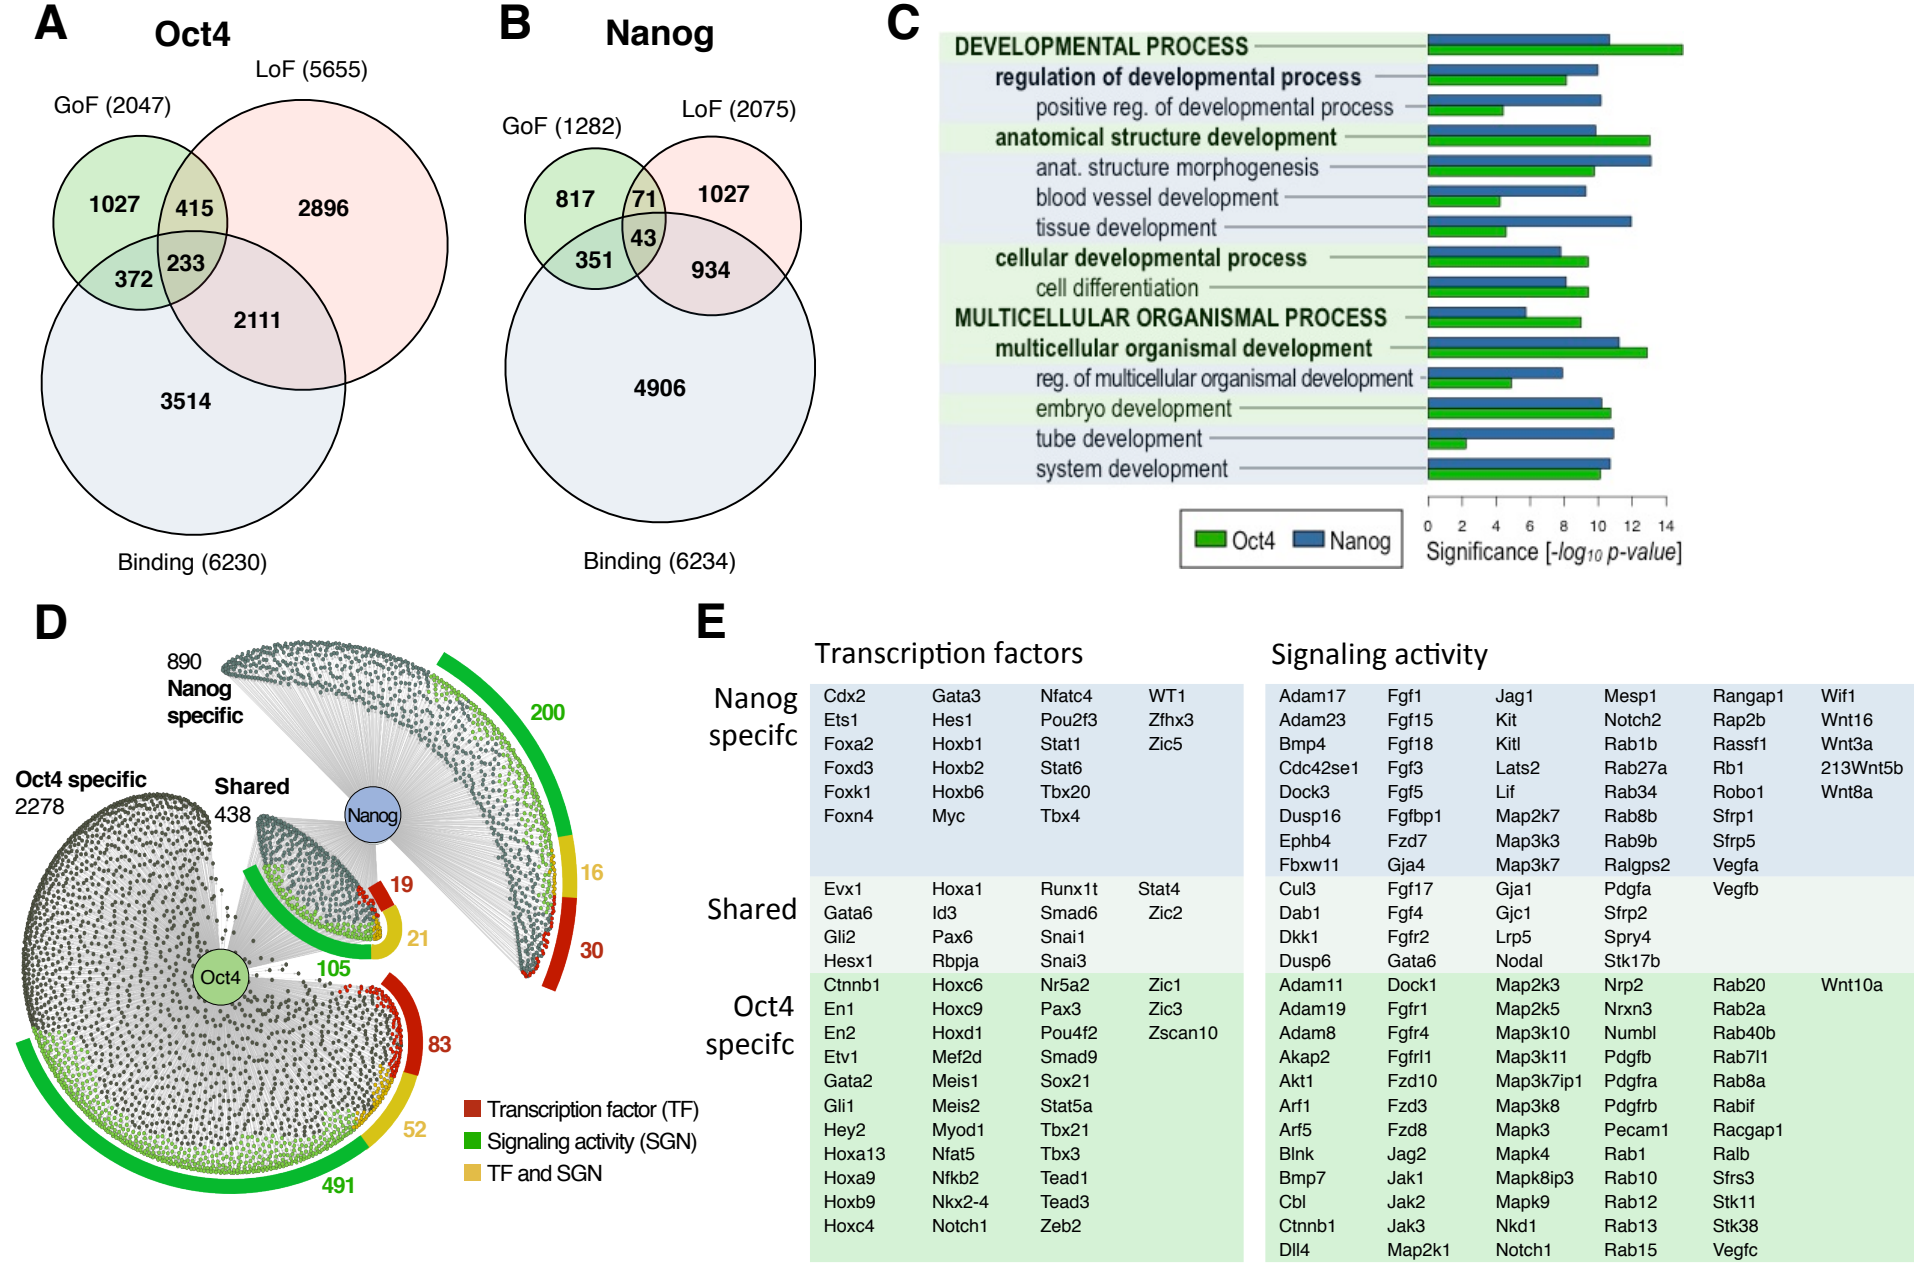 A
Oct4
LoF (5655)
GoF (2047)
1027
415
2896
233
372
2111
3514
Binding (6230)
B
Nanog
LoF (2075)
GoF (1282)
817
71
1027
43
351
934
4906
Binding (6234)
C
DEVELOPMENTAL PROCESS
regulation of developmental process
positive reg. of developmental process
anatomical structure development
anat. structure morphogenesis
blood vessel development
tissue development
cellular developmental process
cell differentiation
MULTICELLULAR ORGANISMAL PROCESS
multicellular organismal development
reg. of multicellular organismal development
embryo development
tube development
system development
0 2 4 6 8 10 12 14
Oct4 Nanog
Significance [-log10 p-value]
D
890
Nanog
specific
200
Oct4 specific
2278
Shared
438
Nanog
16
19
21
30
Oct4
105
83
52
491
Transcription factor (TF)
Signaling activity (SGN)
TF and SGN
E
Transcription factors
Signaling activity
Nanog
specifc
Cdx2 Gata3 Nfatc4 WT1
Ets1 Hes1 Pou2f3 Zfhx3
Foxa2 Hoxb1 Stat1 Zic5
Foxd3 Hoxb2 Stat6
Foxk1 Hoxb6 Tbx20
Foxn4 Myc Tbx4
Adam17 Fgf1 Jag1 Mesp1 Rangap1 Wif1
Adam23 Fgf15 Kit Notch2 Rap2b Wnt16
Bmp4 Fgf18 Kitl Rab1b Rassf1 Wnt3a
Cdc42se1 Fgf3 Lats2 Rab27a Rb1 213Wnt5b
Dock3 Fgf5 Lif Rab34 Robo1 Wnt8a
Dusp16 Fgfbp1 Map2k7 Rab8b Sfrp1
Ephb4 Fzd7 Map3k3 Rab9b Sfrp5
Fbxw11 Gja4 Map3k7 Ralgps2 Vegfa
Shared
Evx1 Hoxa1 Runx1t Stat4
Gata6 Id3 Smad6 Zic2
Gli2 Pax6 Snai1
Hesx1 Rbpja Snai3
Cul3 Fgf17 Gja1 Pdgfa Vegfb
Dab1 Fgf4 Gjc1 Sfrp2
Dkk1 Fgfr2 Lrp5 Spry4
Dusp6 Gata6 Nodal Stk17b
Oct4
specifc
Ctnnb1 Hoxc6 Nr5a2 Zic1
En1 Hoxc9 Pax3 Zic3
En2 Hoxd1 Pou4f2 Zscan10
Etv1 Mef2d Smad9
Gata2 Meis1 Sox21
Gli1 Meis2 Stat5a
Hey2 Myod1 Tbx21
Hoxa13 Nfat5 Tbx3
Hoxa9 Nfkb2 Tead1
Hoxb9 Nkx2-4 Tead3
Hoxc4 Notch1 Zeb2
Adam11 Dock1 Map2k3 Nrp2 Rab20 Wnt10a
Adam19 Fgfr1 Map2k5 Nrxn3 Rab2a
Adam8 Fgfr4 Map3k10 Numbl Rab40b
Akap2 Fgfrl1 Map3k11 Pdgfb Rab7l1
Akt1 Fzd10 Map3k7ip1 Pdgfra Rab8a
Arf1 Fzd3 Map3k8 Pdgfrb Rabif
Arf5 Fzd8 Mapk3 Pecam1 Racgap1
Blnk Jag2 Mapk4 Rab1 Ralb
Bmp7 Jak1 Mapk8ip3 Rab10 Sfrs3
Cbl Jak2 Mapk9 Rab12 Stk11
Ctnnb1 Jak3 Nkd1 Rab13 Stk38
Dll4 Map2k1 Notch1 Rab15 Vegfc